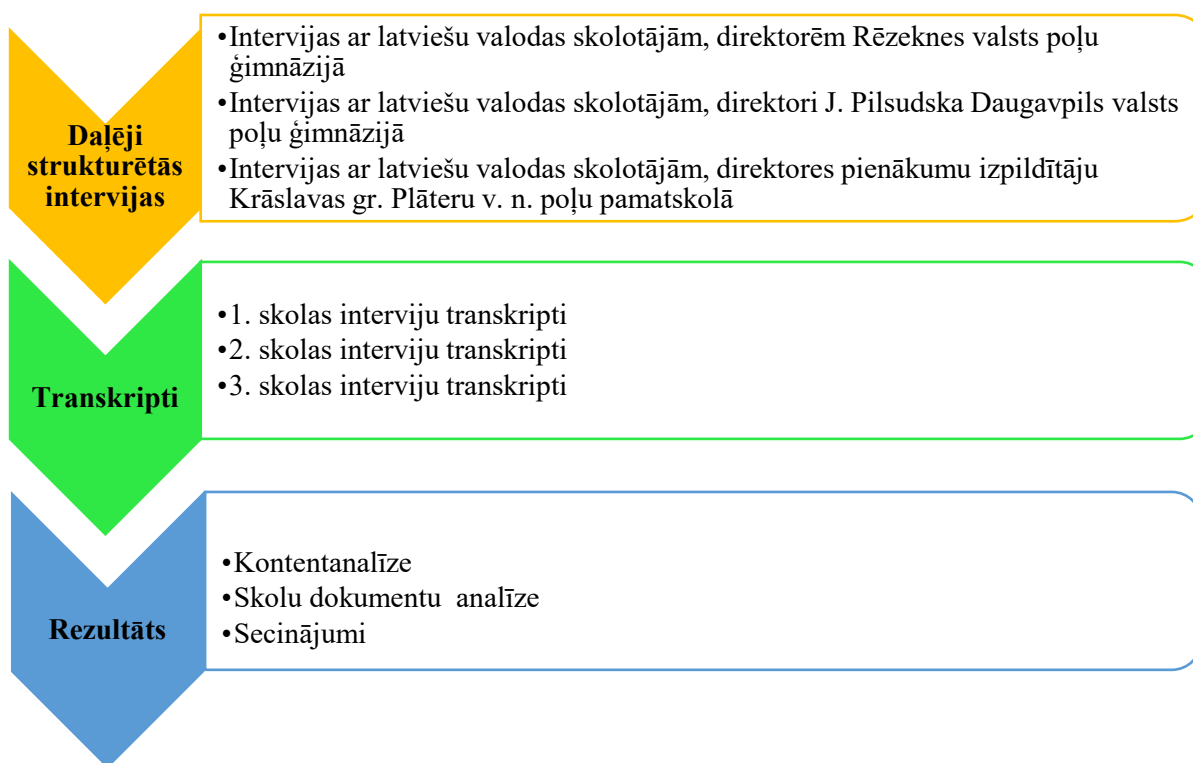 Daļēji
strukturētās
intervijas
•Intervijas ar latviešu valodas skolotājām, direktorēm Rēzeknes valsts poļu
ģimnāzijā
•Intervijas ar latviešu valodas skolotājām, direktori J. Pilsudska Daugavpils valsts
poļu ģimnāzijā
•Intervijas ar latviešu valodas skolotājām, direktores pienākumu izpildītāju
Krāslavas gr. Plāteru v. n. poļu pamatskolā
Transkripti
•1. skolas interviju transkripti
•2. skolas interviju transkripti
•3. skolas interviju transkripti
Rezultāts
•Kontentanalīze
•Skolu dokumentu analīze
•Secinājumi